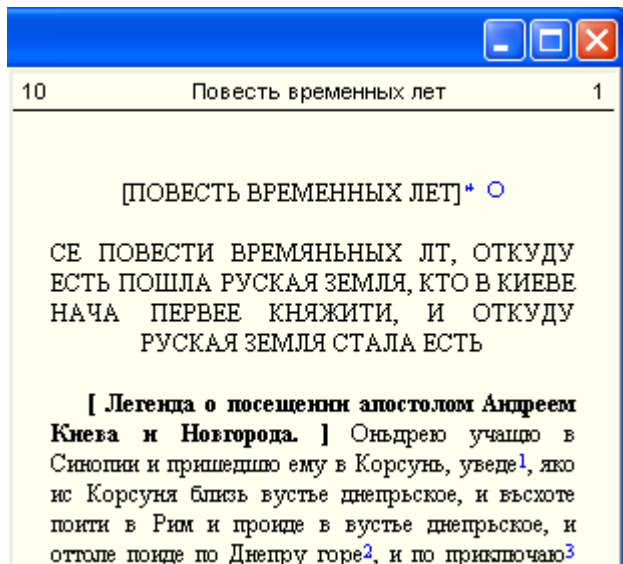 10 Повесть временных лет 1
[ПОВЕСТЬ ВРЕМЕННЫХ ЛЕТ]*
СЕ ПОВЕСТИ ВРЕМЯНЬНЫХ ЛТ, ОТКУДУ
ЕСТЬ ПОШЛА РУСКАЯ ЗЕМЛЯ, КТО В КИЕВЕ
НАЧА ПЕРВЕЕ КНЯЖИТИ, И ОТКУДУ
РУСКАЯ ЗЕМЛЯ СТАЛА ЕСТЬ
[ Легенда о посещении апостолом Андреем
Киева и Новгорода. ] Оньдрею учащю в
Синопии и пришедшю ему в Корсунь, уведе1, яко
ис Корсуня близь вустье днепрьское, и въсхоте
поити в Рим и проиде в вустье днепрьское, и
оттоле поиде по Днепру горе2, и по приключаю3